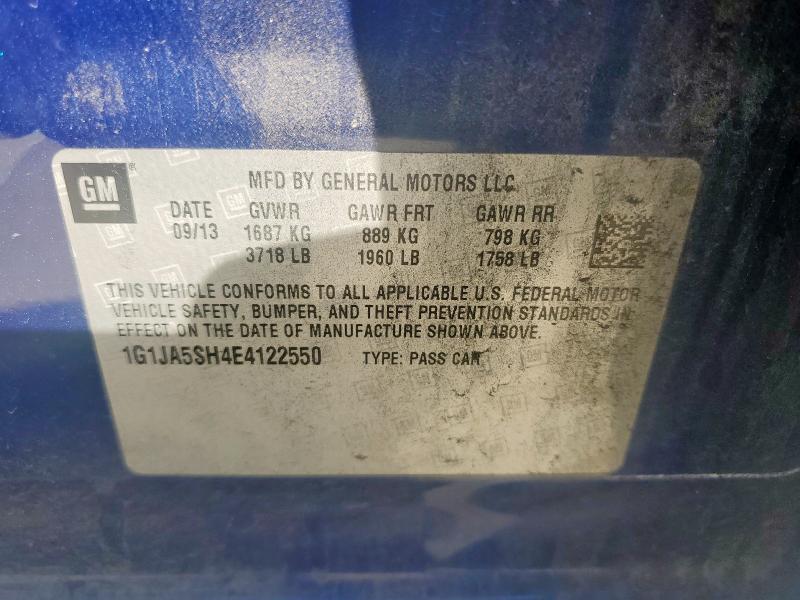 GM
MFD BY GENERAL MOTORS LLC
DATE GVWR GAWR FRT GAWR RR
09/13 1687 KG 889 KG 798 KG
3718 LB 1960 LB 1758 LB
THIS VEHICLE CONFORMS TO ALL APPLICABLE U.S. FEDERAL MOTOR
VEHICLE SAFETY, BUMPER, AND THEFT PREVENTION STANDARDS IN
EFFECT ON THE DATE OF MANUFACTURE SHOWN ABOVE.
1G1JA5SH4E4122550 TYPE: PASS CAR